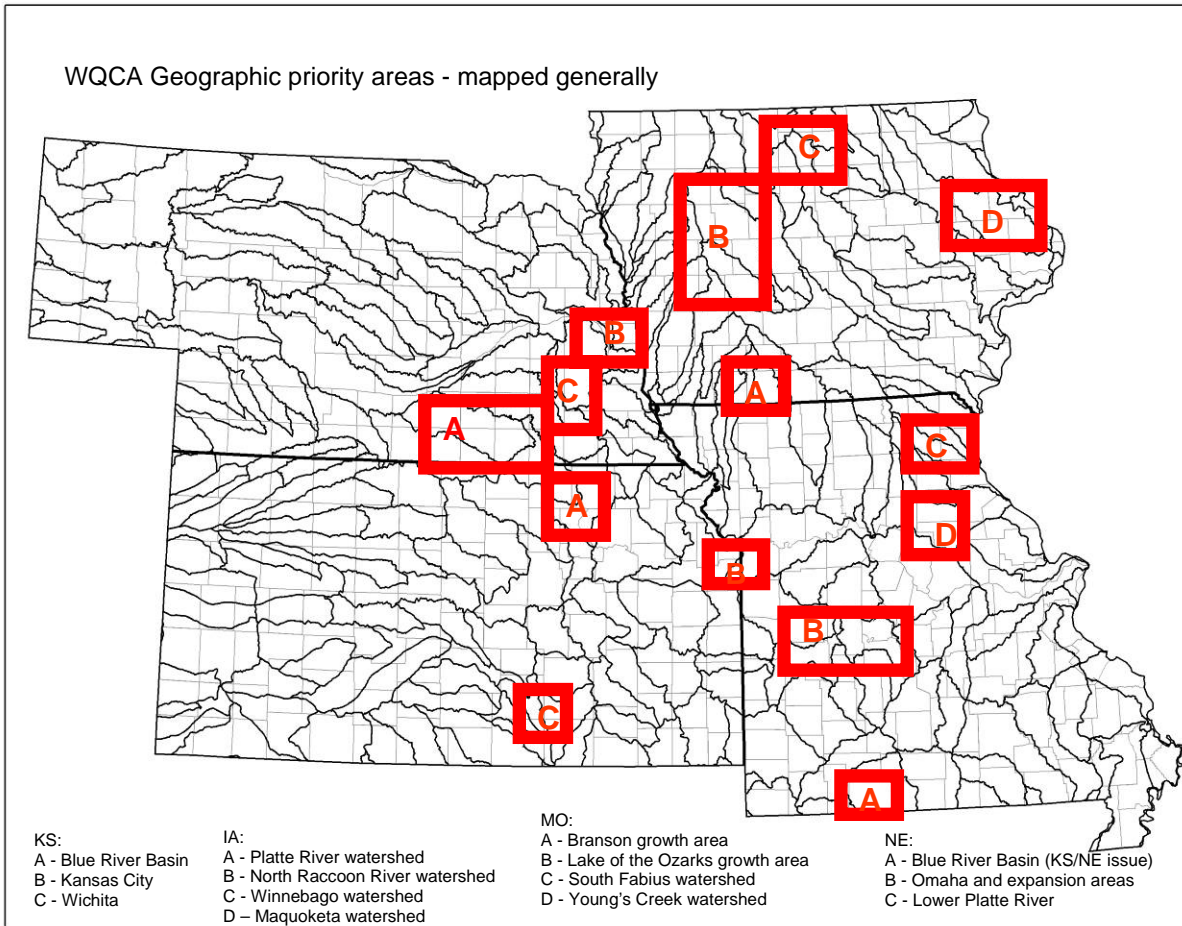 WQCA Geographic priority areas - mapped generally
C
D
B
B
A
C
A
C
A
D
B
B
C
A
KS:
A - Blue River Basin
B - Kansas City
C - Wichita
IA:
A - Platte River watershed
B - North Raccoon River watershed
C - Winnebago watershed
D – Maquoketa watershed
MO:
A - Branson growth area
B - Lake of the Ozarks growth area
C - South Fabius watershed
D - Young's Creek watershed
NE:
A - Blue River Basin (KS/NE issue)
B - Omaha and expansion areas
C - Lower Platte River